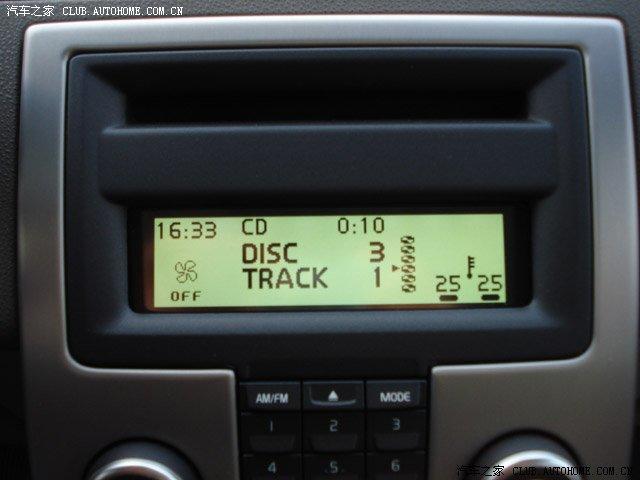 汽车之家 CLUB.AUTOHOME.COM.CN
16:33 CD 0:10
DISC 3
TRACK 1
OFF 25 25
AM/FM MODE
1 2 3
4 5 6
汽车之家 CLUB.AUTOHOME.COM.CN